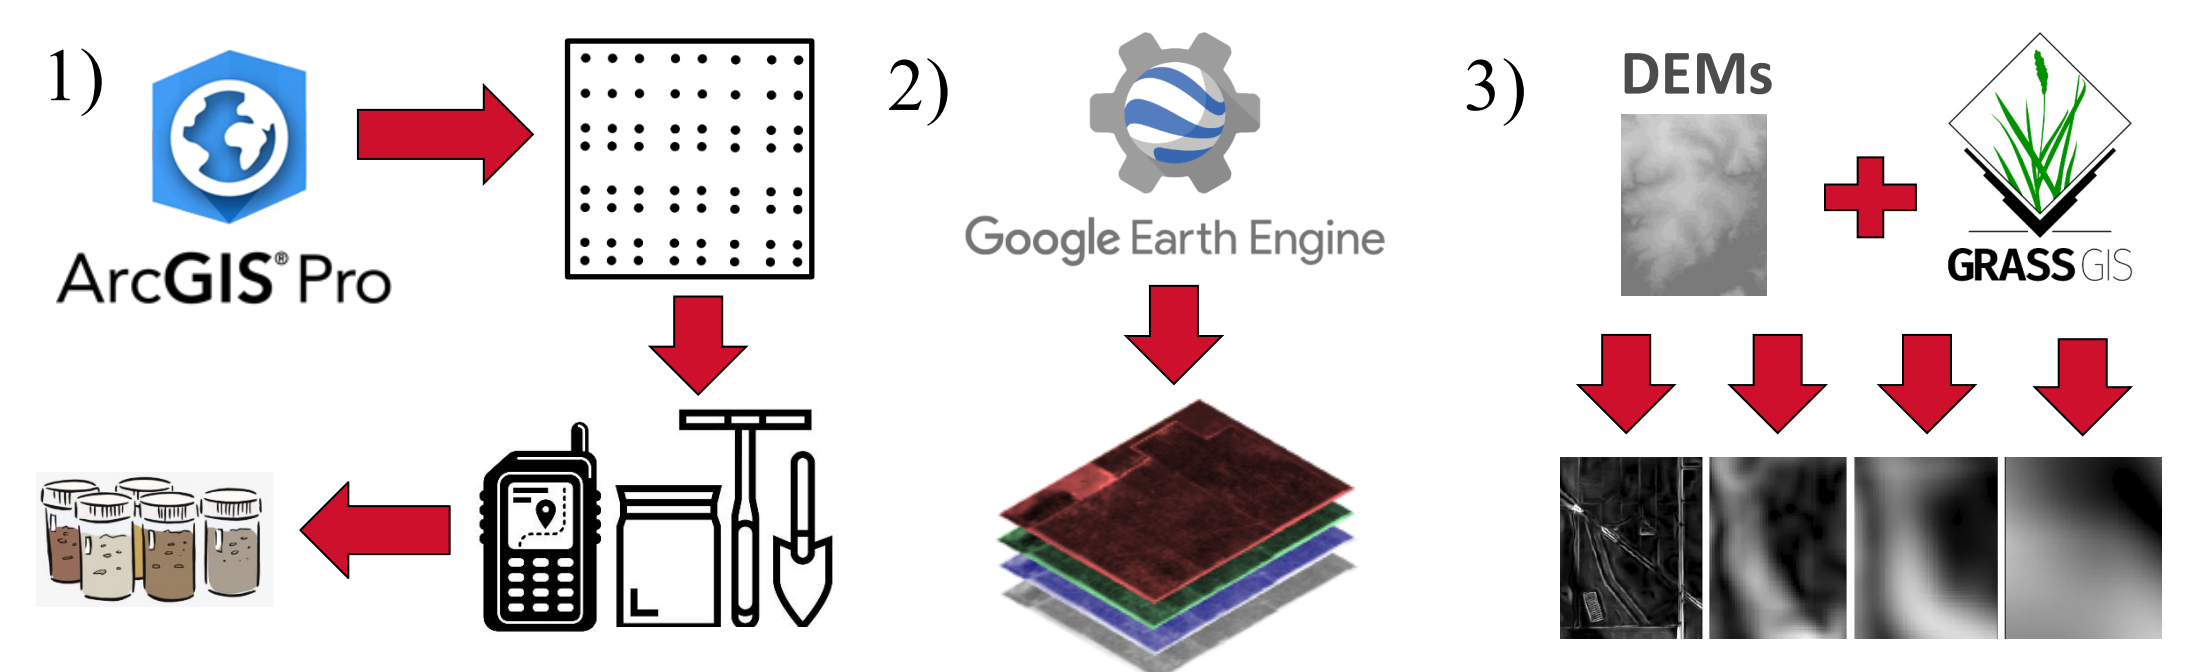 1)
ArcGIS® Pro
2)
Google Earth Engine
3)
DEMs
GRASS GIS